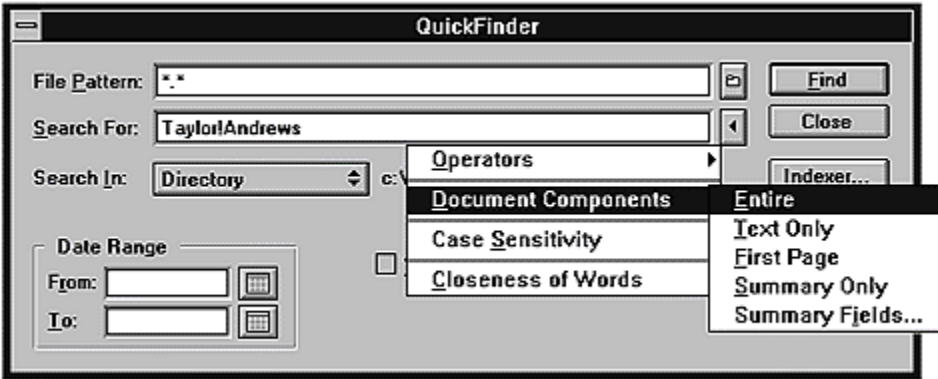 QuickFinder
File Pattern: *.* Find
Search For: Taylor!Andrews Close
Search In: Directory c:\ Indexer...
Operators
Document Components
Case Sensitivity
Closeness of Words
Entire
Text Only
First Page
Summary Only
Summary Fields...
Date Range
From:
To: